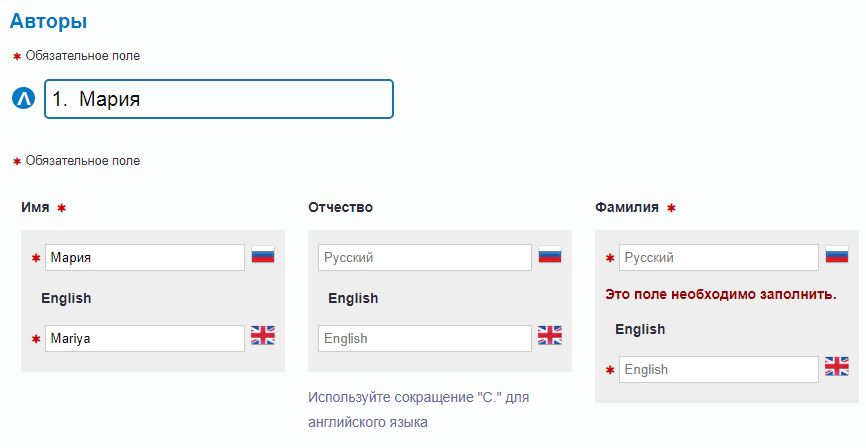 Авторы
* Обязательное поле
1. Мария
* Обязательное поле
Имя * Отчество Фамилия *
* Мария Русский * Русский
Это поле необходимо заполнить.
English English English
* Mariya English * English
Используйте сокращение "С." для
английского языка